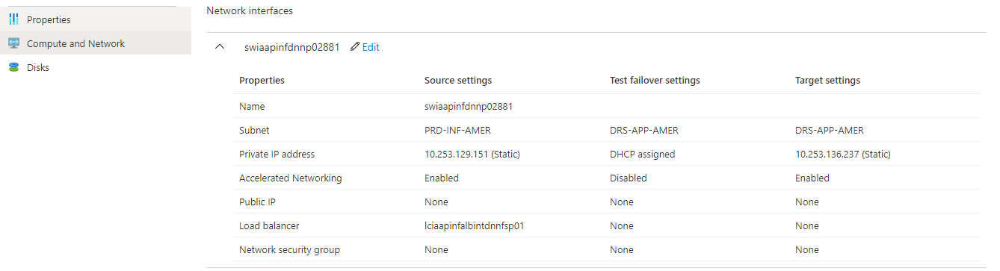 Network interfaces
Properties
swiaapinfdnnp02881 Edit
Compute and Network
Disks
Properties Source settings Test failover settings Target settings
Name swiaapinfdnnp02881
Subnet PRD-INF-AMER DRS-APP-AMER DRS-APP-AMER
Private IP address 10.253.129.151 (Static) DHCP assigned 10.253.136.237 (Static)
Accelerated Networking Enabled Disabled Enabled
Public IP None None None
Load balancer lciaapinfalbintdnnfsp01 None None
Network security group None None None